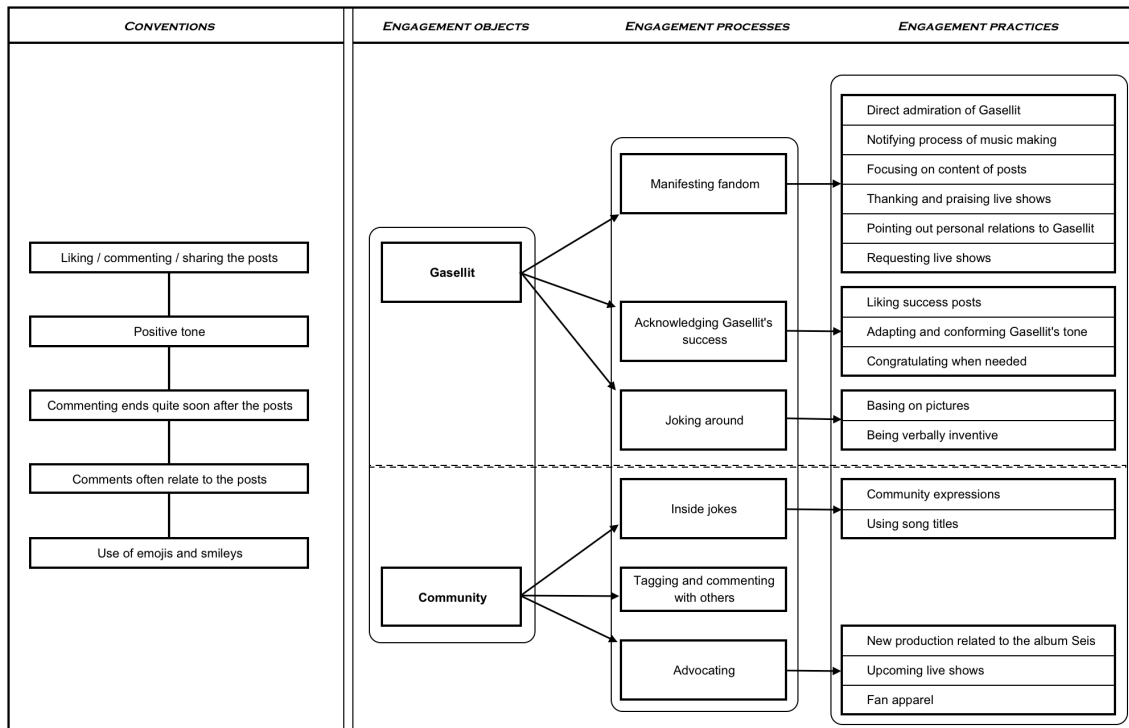 CONVENTIONS
ENGAGEMENT OBJECTS
ENGAGEMENT PROCESSES
ENGAGEMENT PRACTICES
Liking / commenting / sharing the posts
Positive tone
Commenting ends quite soon after the posts
Comments often relate to the posts
Use of emojis and smileys
Gasellit
Community
Manifesting fandom
Acknowledging Gasellit's
success
Joking around
Inside jokes
Tagging and commenting
with others
Advocating
Direct admiration of Gasellit
Notifying process of music making
Focusing on content of posts
Thanking and praising live shows
Pointing out personal relations to Gasellit
Requesting live shows
Liking success posts
Adapting and conforming Gasellit's tone
Congratulating when needed
Basing on pictures
Being verbally inventive
Community expressions
Using song titles
New production related to the album Seis
Upcoming live shows
Fan apparel